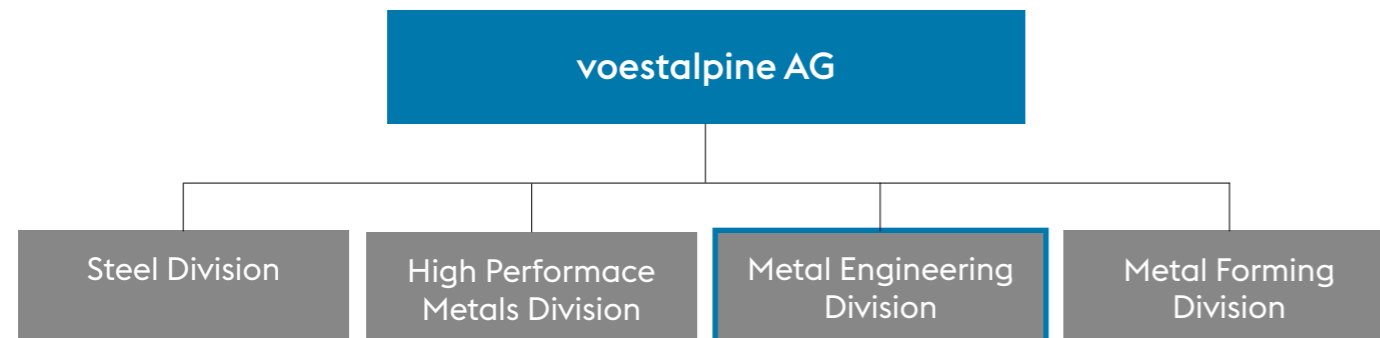 voestalpine AG
Steel Division
High Performace
Metals Division
Metal Engineering
Division
Metal Forming
Division